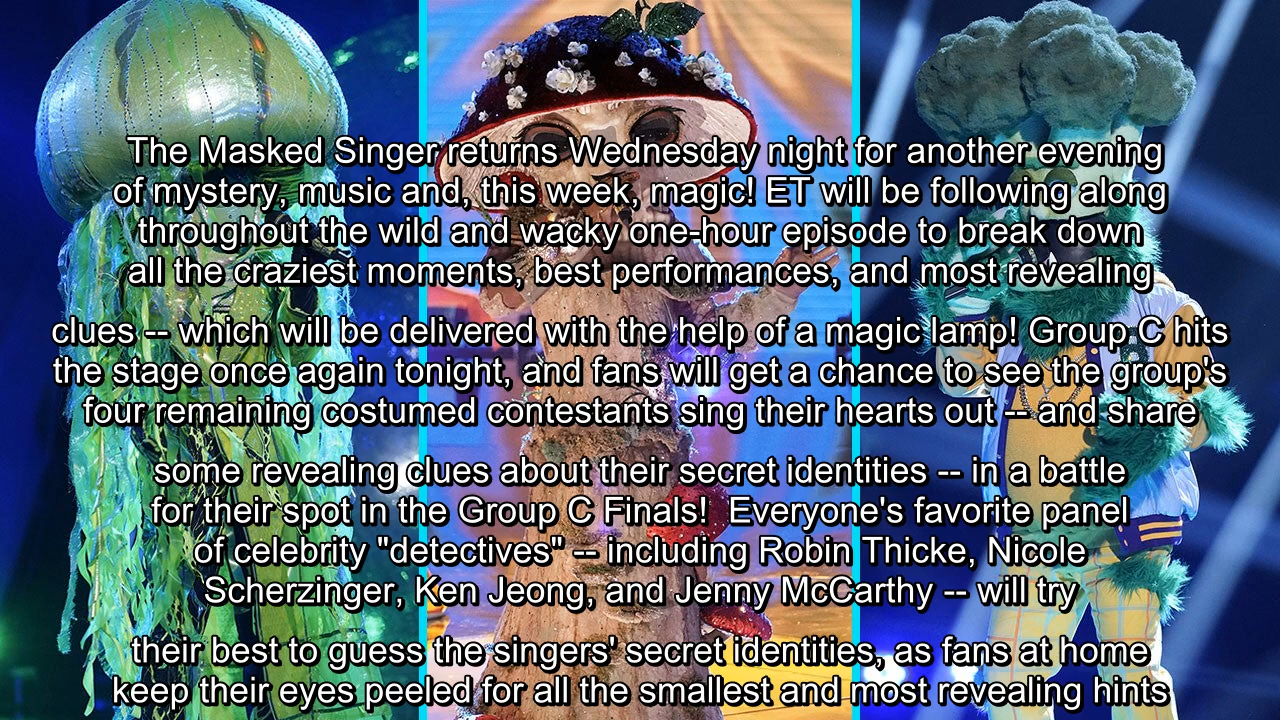 The Masked Singer returns Wednesday night for another evening
of mystery, music and, this week, magic! ET will be following along
throughout the wild and wacky one-hour episode to break down
all the craziest moments, best performances, and most revealing
clues -- which will be delivered with the help of a magic lamp! Group C hits
the stage once again tonight, and fans will get a chance to see the group's
four remaining costumed contestants sing their hearts out -- and share
some revealing clues about their secret identities -- in a battle
for their spot in the Group C Finals!  Everyone's favorite panel
of celebrity "detectives" -- including Robin Thicke, Nicole
Scherzinger, Ken Jeong, and Jenny McCarthy -- will try
their best to guess the singers' secret identities, as fans at home
keep their eyes peeled for all the smallest and most revealing hints